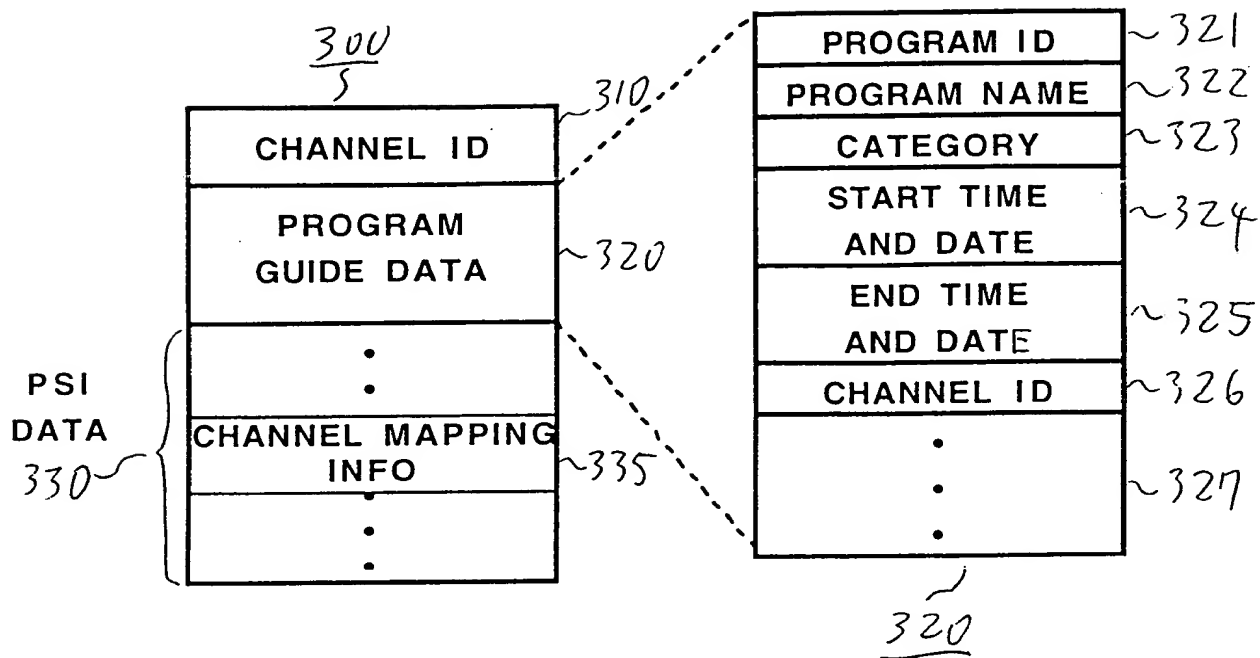 300
310
CHANNEL ID
PROGRAM
GUIDE DATA
320
PSI
DATA
330
CHANNEL MAPPING
INFO
335
PROGRAM ID
321
PROGRAM NAME
322
CATEGORY
323
START TIME
AND DATE
324
END TIME
AND DATE
325
CHANNEL ID
326
327
320